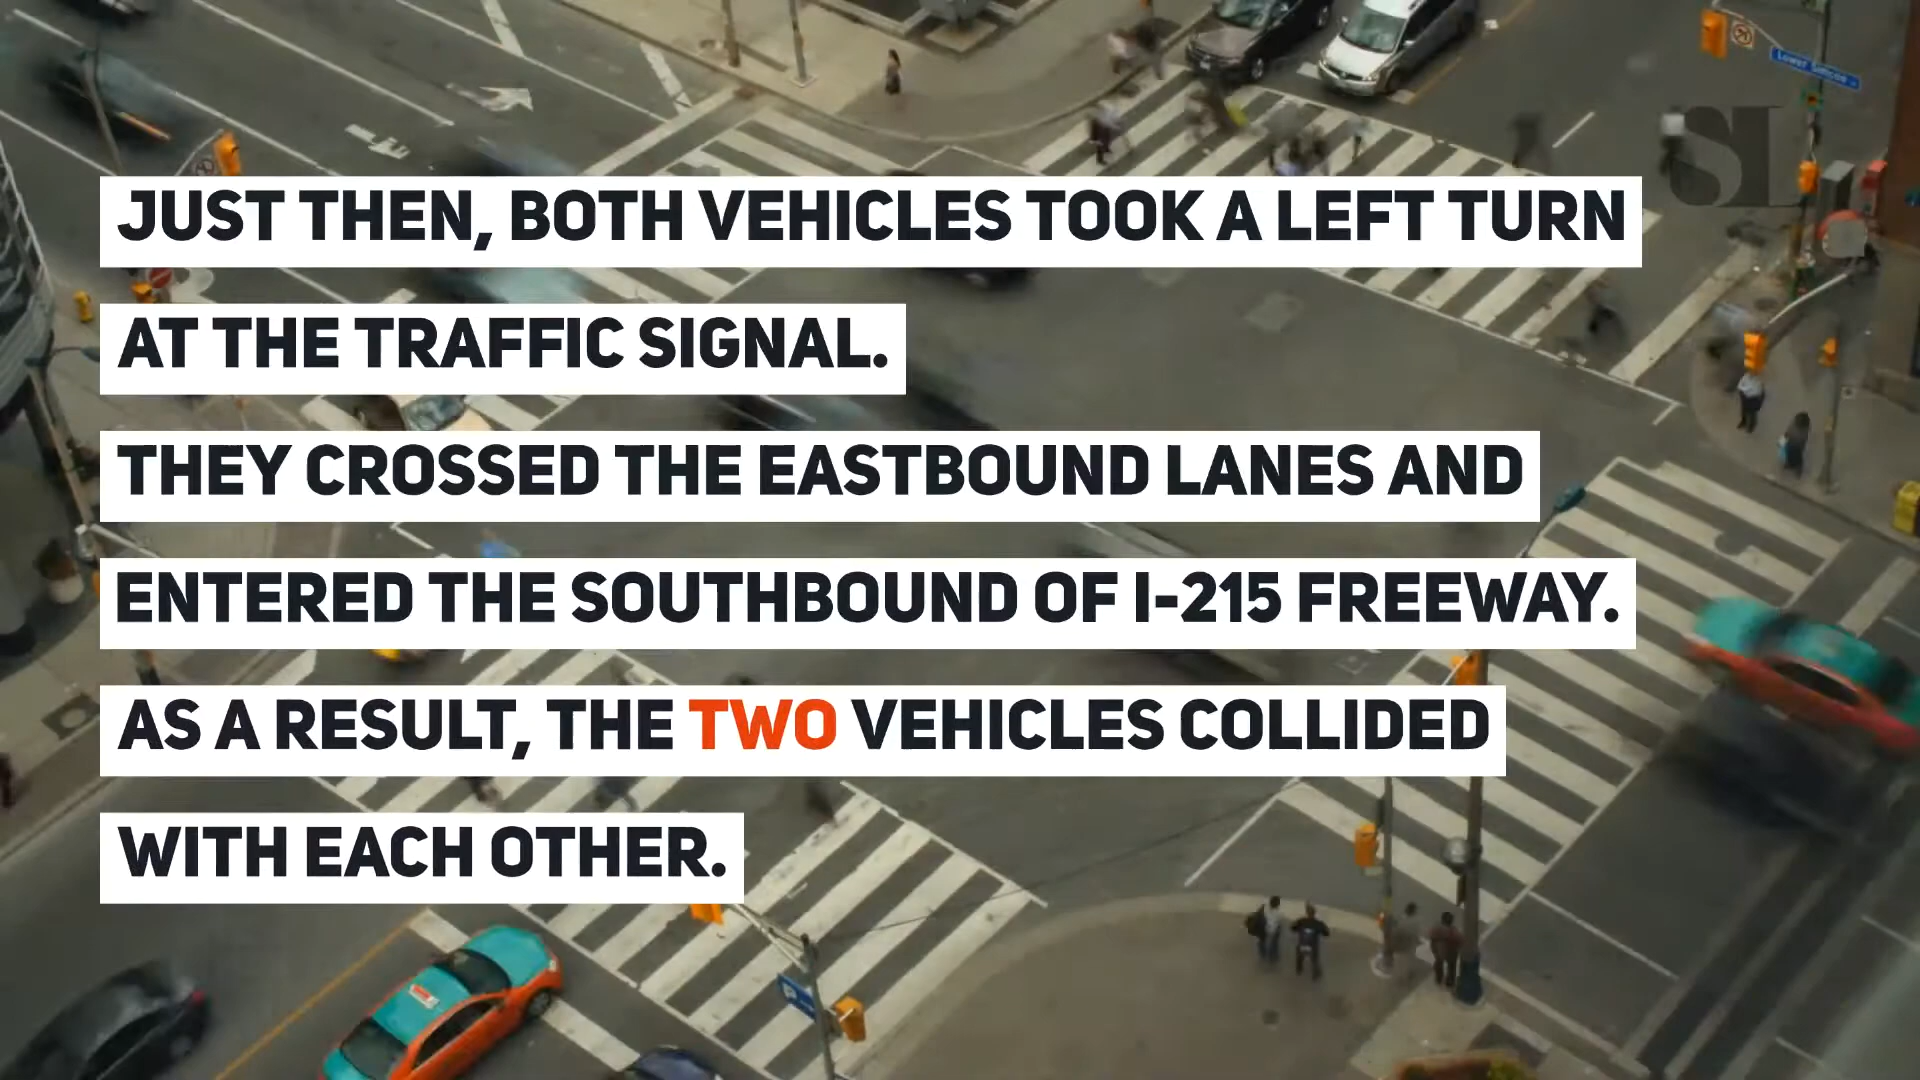 JUST THEN, BOTH VEHICLES TOOK A LEFT TURN
AT THE TRAFFIC SIGNAL.
THEY CROSSED THE EASTBOUND LANES AND
ENTERED THE SOUTHBOUND OF I-215 FREEWAY.
AS A RESULT, THE TWO VEHICLES COLLIDED
WITH EACH OTHER.
SL